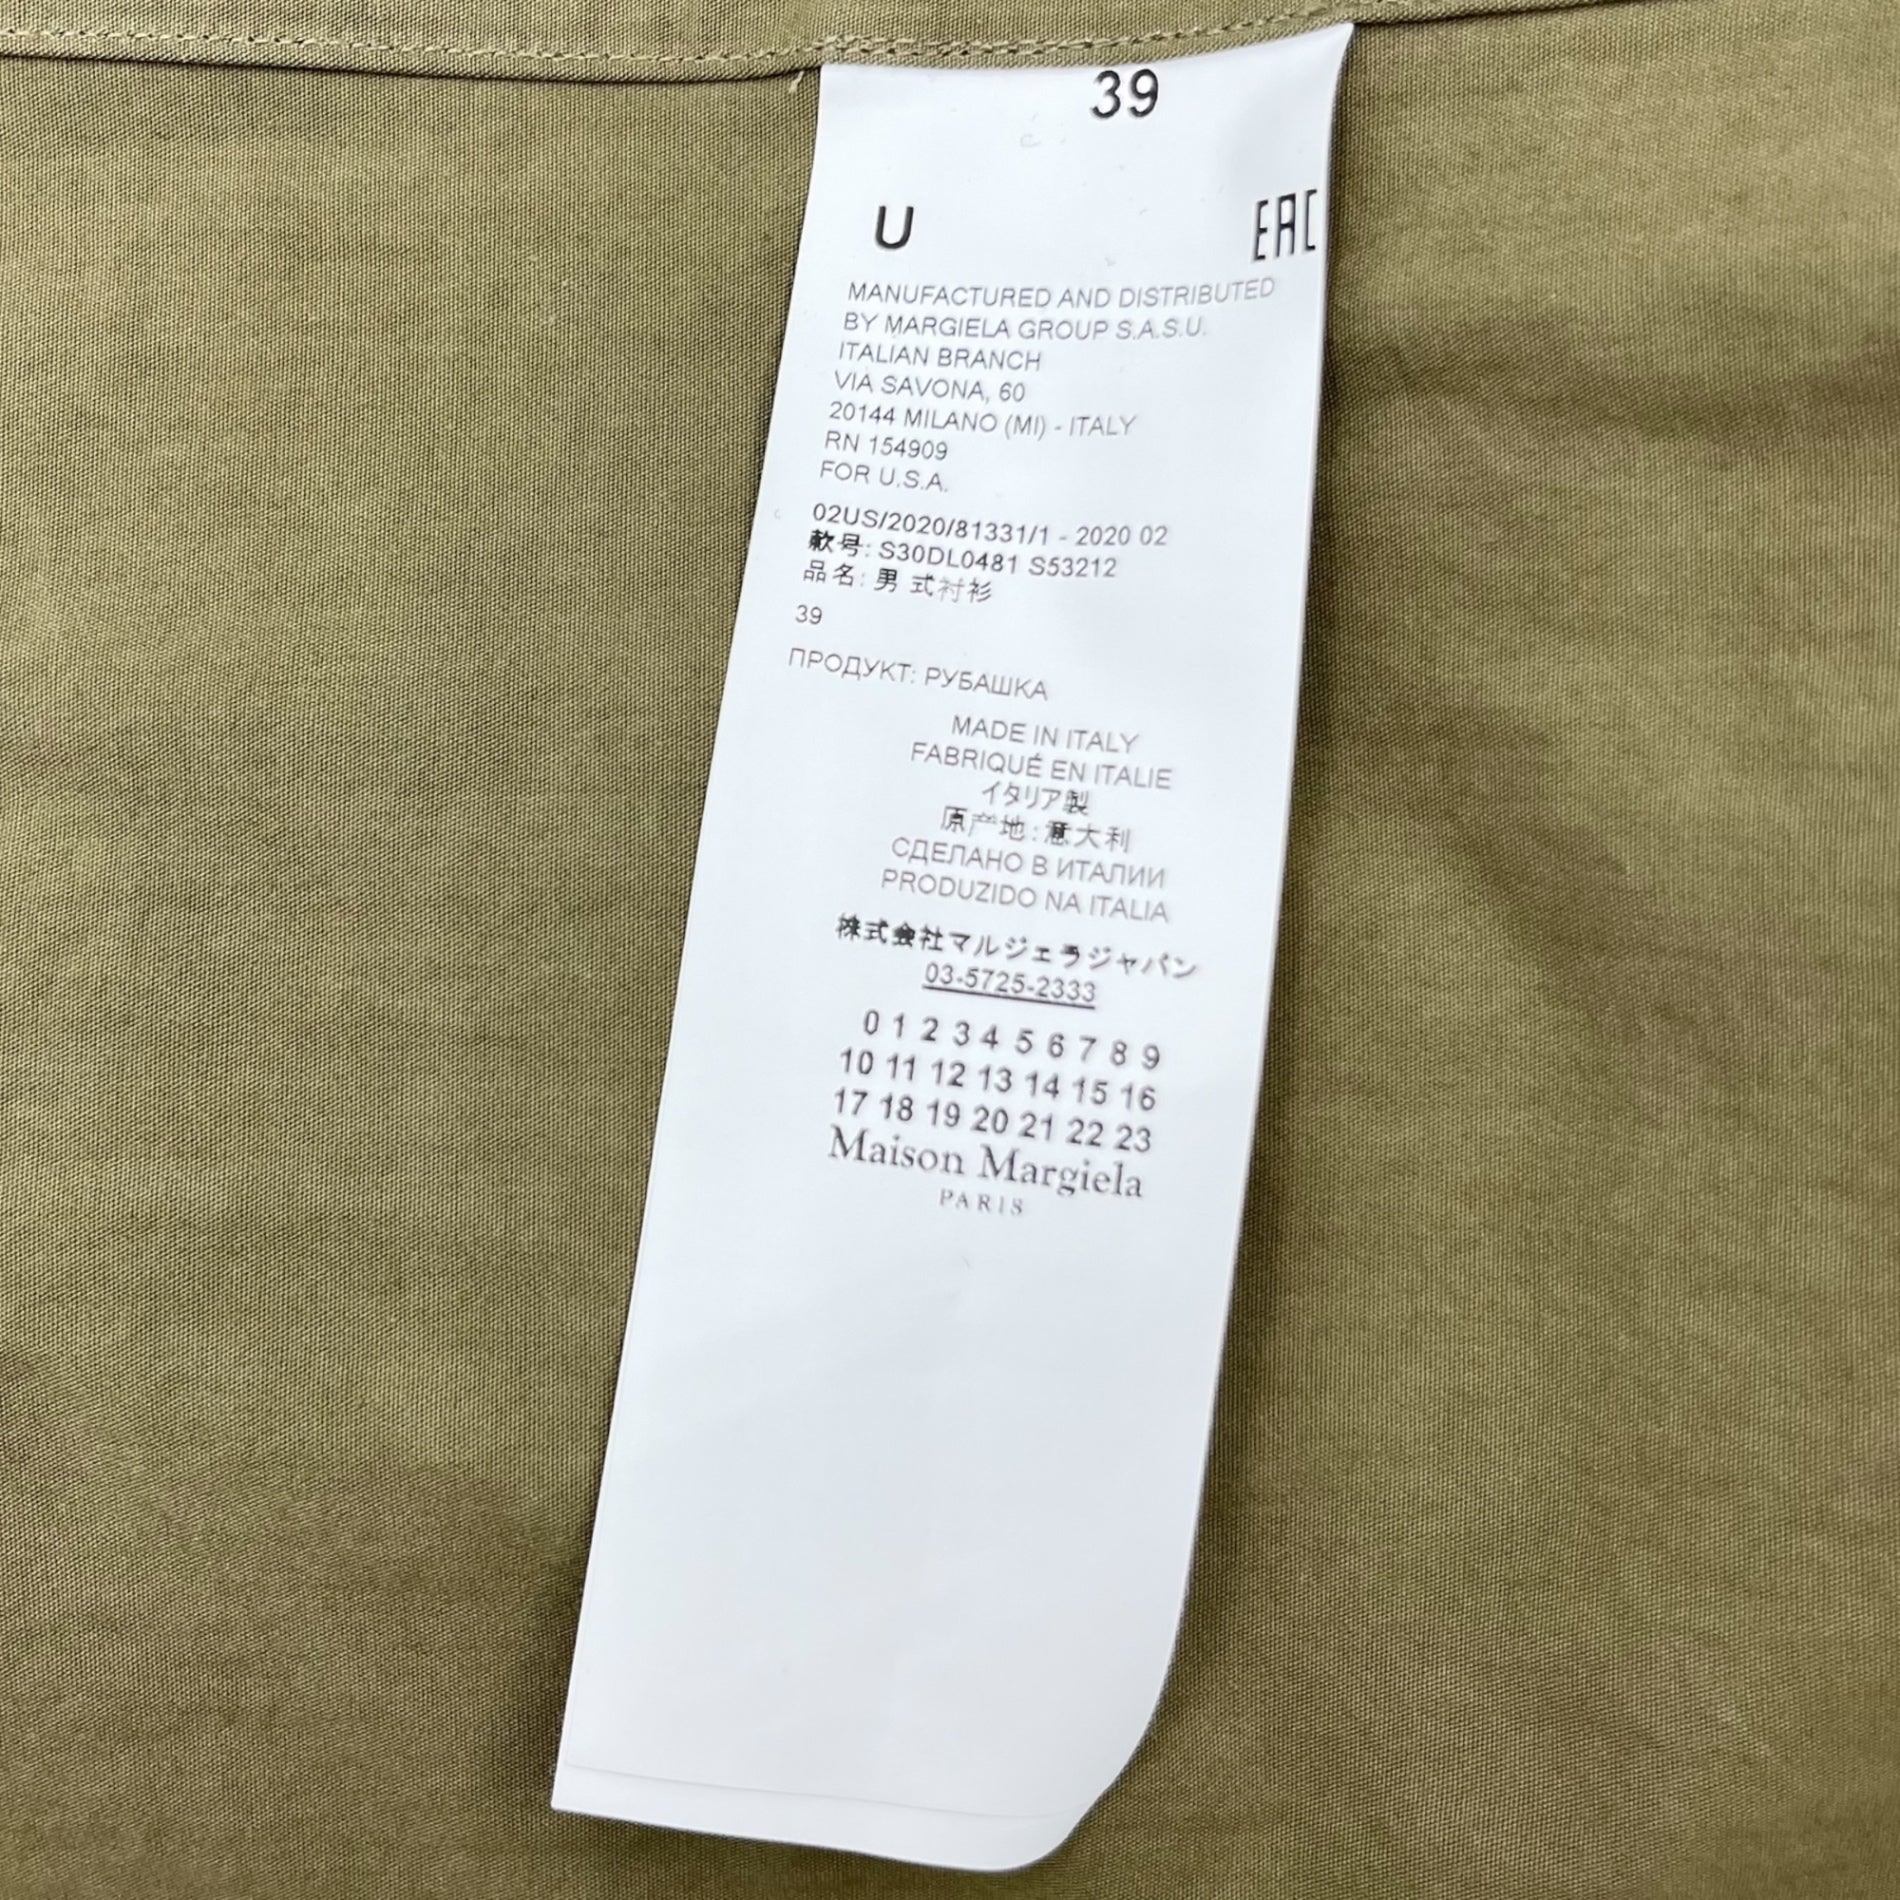 39
U EAC
MANUFACTURED AND DISTRIBUTED
BY MARGIELA GROUP S.A.S.U.
ITALIAN BRANCH
VIA SAVONA, 60
20144 MILANO (MI) - ITALY
RN 154909
FOR U.S.A.
02US/2020/81331/1 - 2020 02
款号: S30DL0481 S53212
品名: 男 式衬衫
39
ПРОДУКТ: РУБАШКА
MADE IN ITALY
FABRIQUÉ EN ITALIE
イタリア製
原产地: 意大利
СДЕЛАНО В ИТАЛИИ
PRODUZIDO NA ITALIA
株式会社マルジェラジャパン
03-5725-2333
0 1 2 3 4 5 6 7 8 9
10 11 12 13 14 15 16
17 18 19 20 21 22 23
Maison Margiela
PARIS